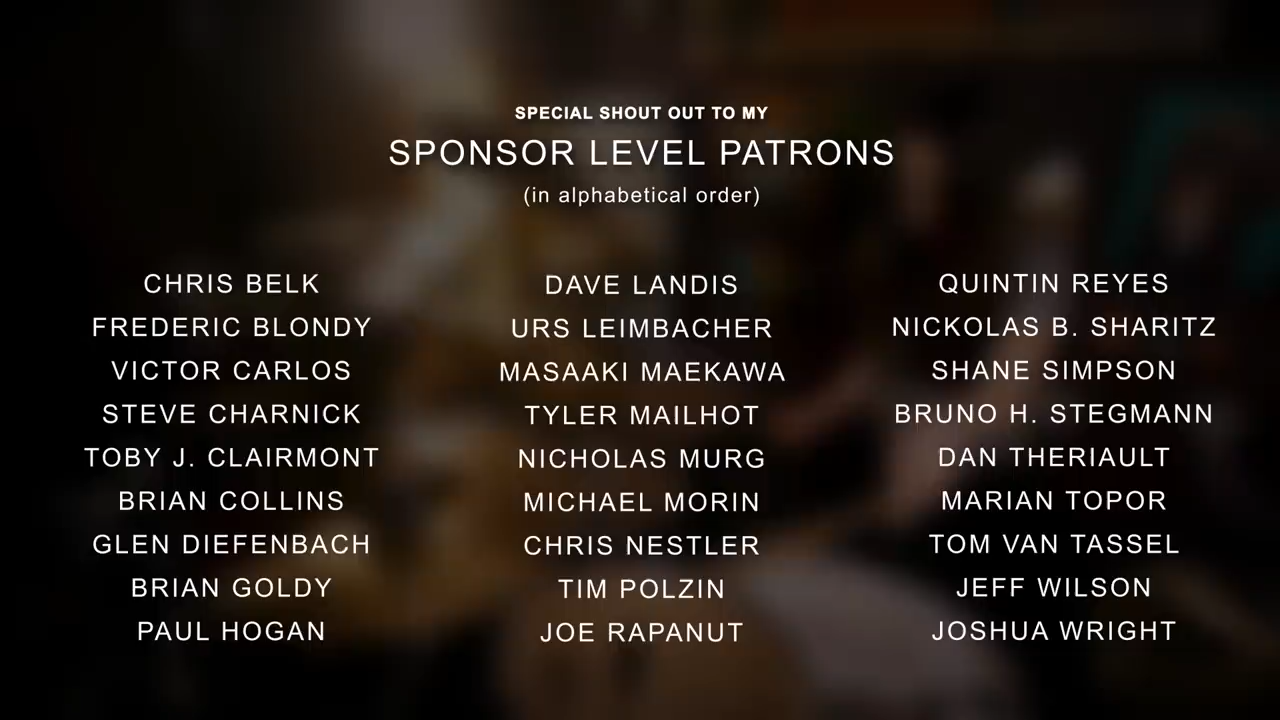 SPECIAL SHOUT OUT TO MY
SPONSOR LEVEL PATRONS
(in alphabetical order)
CHRIS BELK
FREDERIC BLONDY
VICTOR CARLOS
STEVE CHARNICK
TOBY J. CLAIRMONT
BRIAN COLLINS
GLEN DIEFENBACH
BRIAN GOLDY
PAUL HOGAN
DAVE LANDIS
URS LEIMBACHER
MASAAKI MAEKAWA
TYLER MAILHOT
NICHOLAS MURG
MICHAEL MORIN
CHRIS NESTLER
TIM POLZIN
JOE RAPANUT
QUINTIN REYES
NICKOLAS B. SHARITZ
SHANE SIMPSON
BRUNO H. STEGMANN
DAN THERIAULT
MARIAN TOPOR
TOM VAN TASSEL
JEFF WILSON
JOSHUA WRIGHT